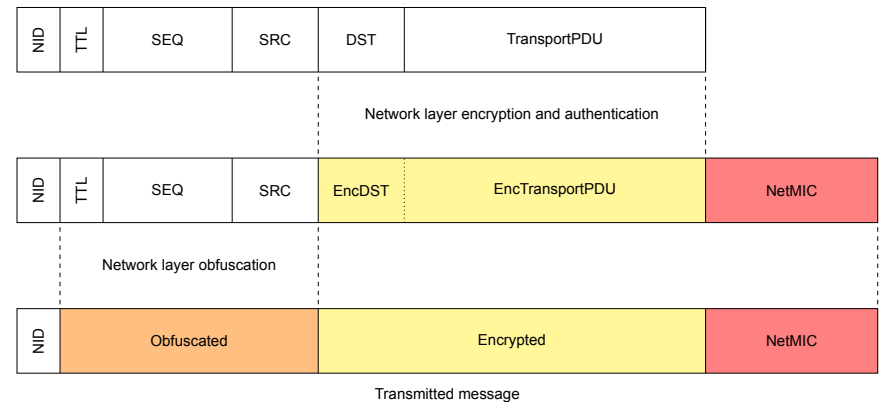 NID TTL SEQ SRC DST TransportPDU
Network layer encryption and authentication
NID TTL SEQ SRC EncDST EncTransportPDU NetMIC
Network layer obfuscation
NID Obfuscated Encrypted NetMIC
Transmitted message